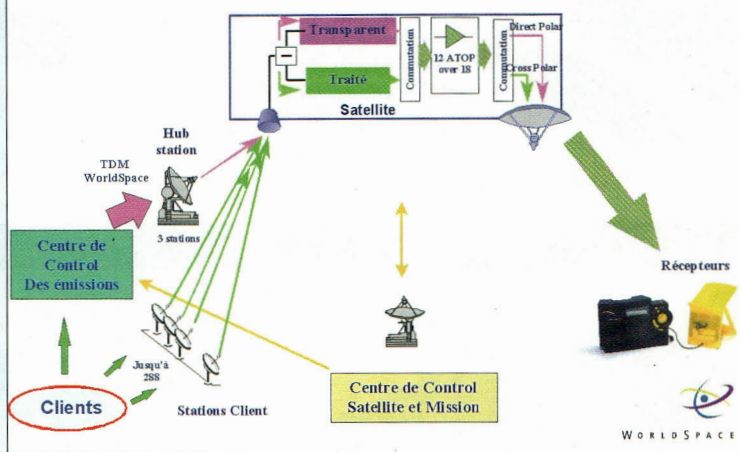 Transparent
Traité
Commutation
12 ATOP
over 18
Commutation
Direct Polar
Cross Polar
Satellite
Hub
station
TDM
WorldSpace
3 stations
Centre de
Control
Des émissions
Récepteurs
Jusqu'à
288
Clients
Stations Client
Centre de Control
Satellite et Mission
WORLDSPACE